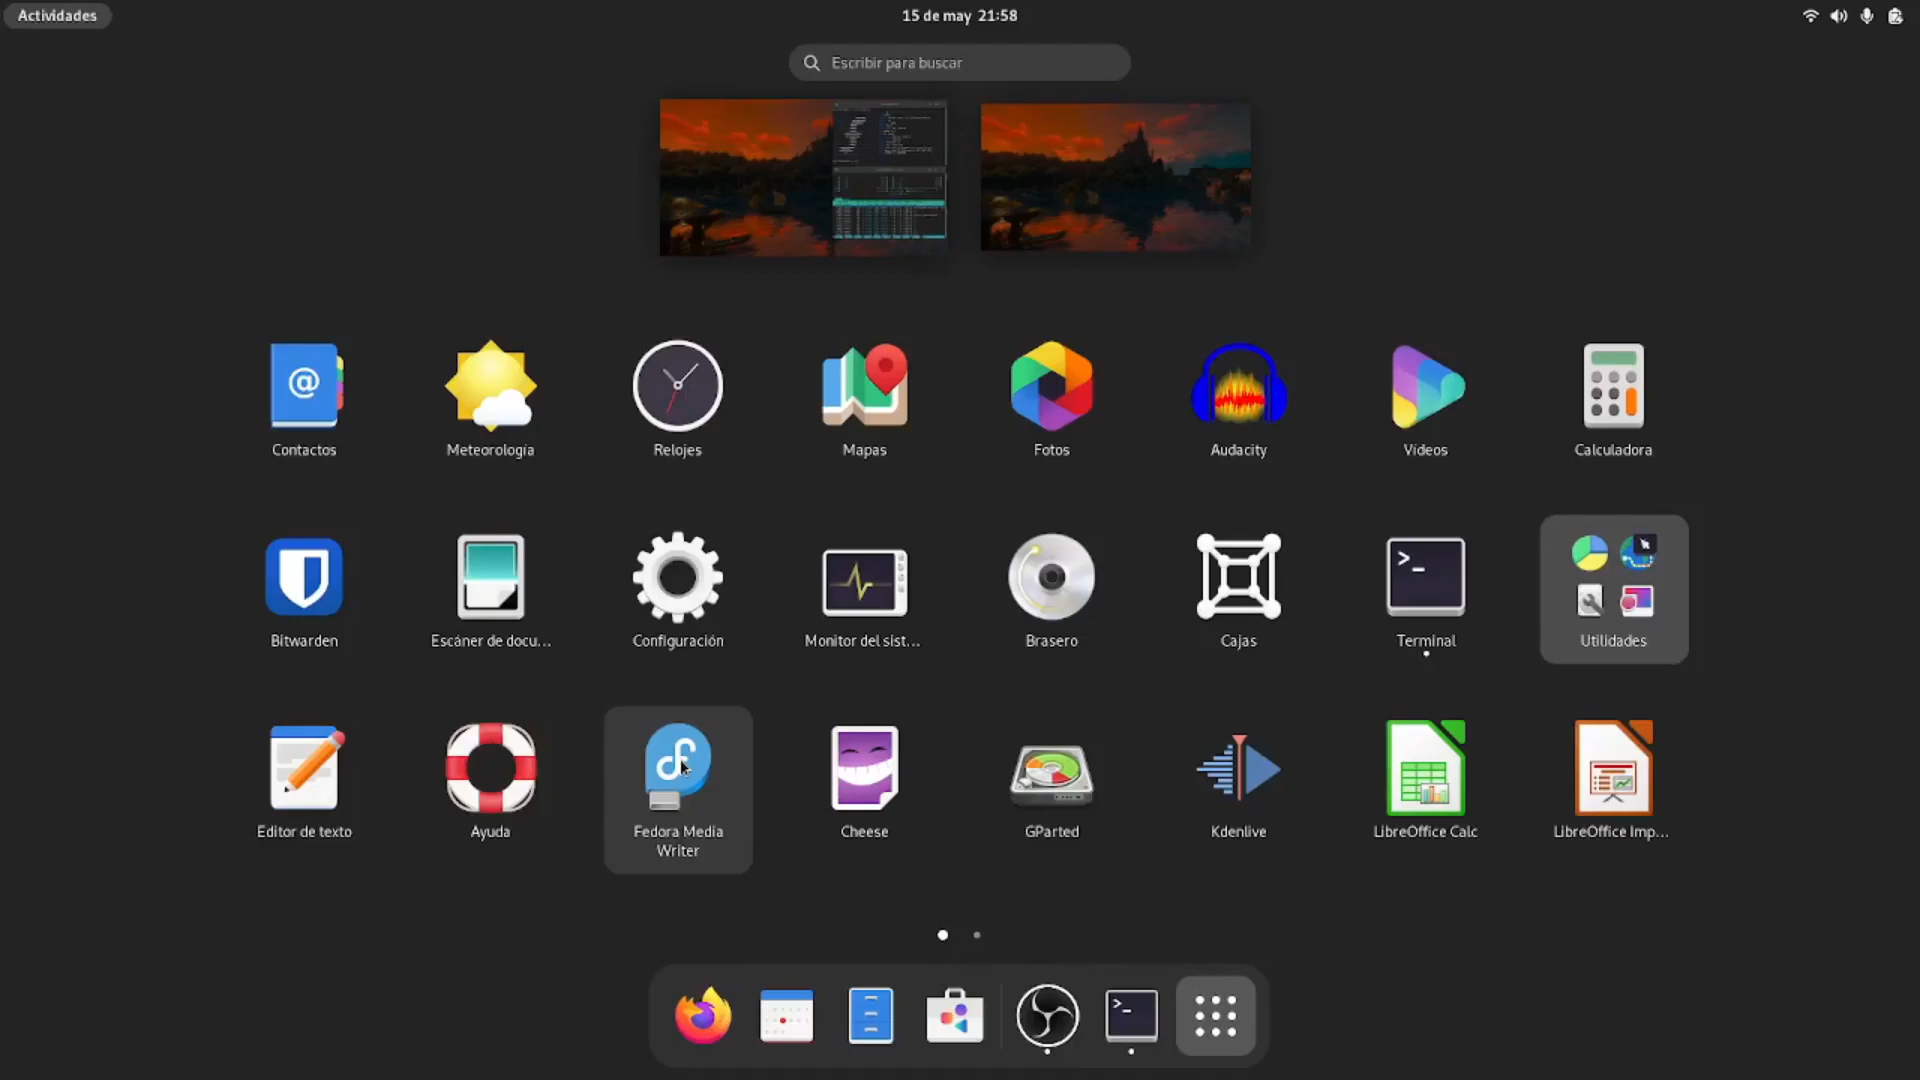 Actividades
15 de may 21:58
Escribir para buscar
Contactos
Meteorología
Relojes
Mapas
Fotos
Audacity
Vídeos
Calculadora
Bitwarden
Escáner de docu...
Configuración
Monitor del sist...
Brasero
Cajas
Terminal
Utilidades
Editor de texto
Ayuda
Fedora Media
Writer
Cheese
GParted
Kdenlive
LibreOffice Calc
LibreOffice Imp...